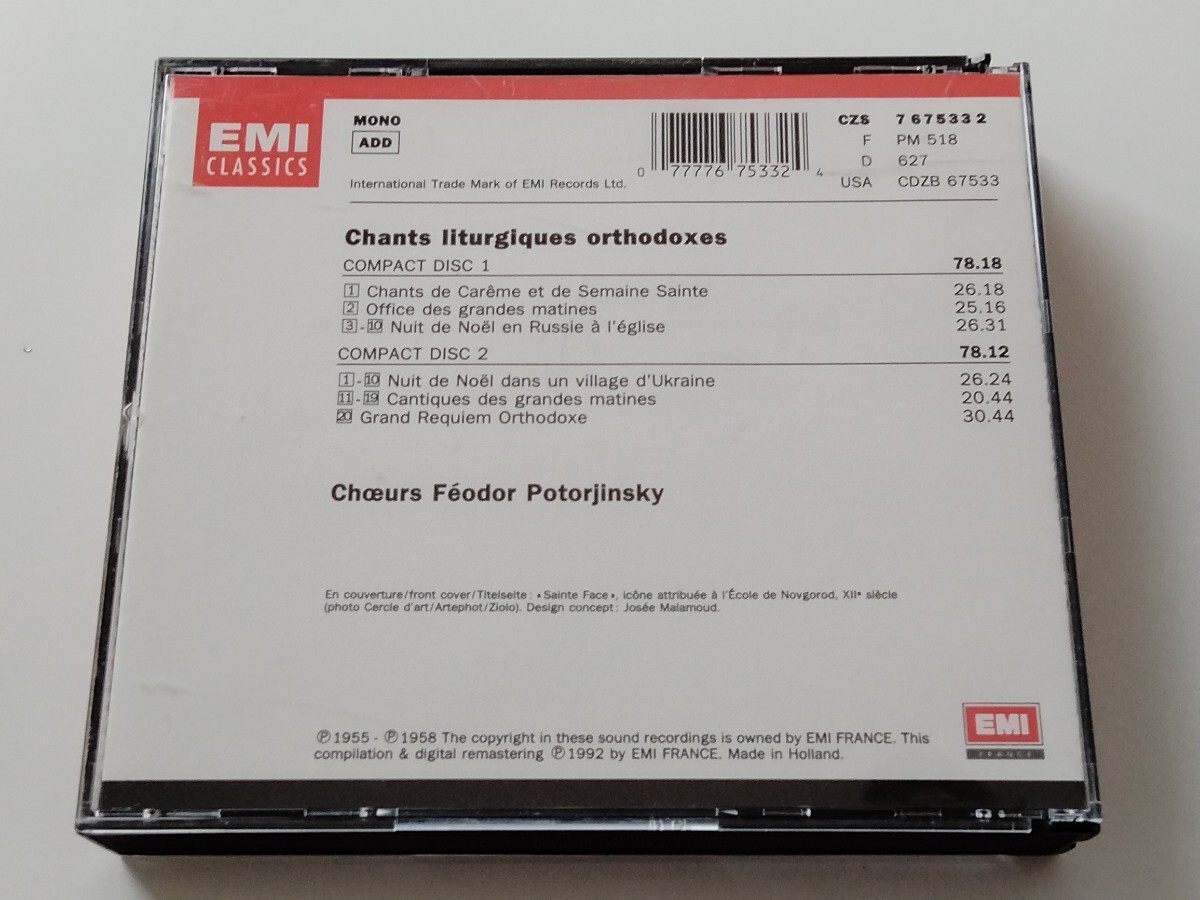 EMI
CLASSICS
MONO
ADD
International Trade Mark of EMI Records Ltd.
0 77776 75332 4
CZS 7 67533 2
F PM 518
D 627
USA CDZB 67533
Chants liturgiques orthodoxes
COMPACT DISC 1 78.18
1 Chants de Carême et de Semaine Sainte 26.18
2 Office des grandes matines 25.16
3-10 Nuit de Noël en Russie à l'église 26.31
COMPACT DISC 2 78.12
1-10 Nuit de Noël dans un village d'Ukraine 26.24
11-19 Cantiques des grandes matines 20.44
20 Grand Requiem Orthodoxe 30.44
Chœurs Féodor Potorjinsky
En couverture/front cover/Titelseite : «Sainte Face», icône attribuée à l'École de Novgorod, XIIe siècle
(photo Cercle d'art/Artephot/Ziolo). Design concept : Josée Malamoud.
℗ 1955 - ℗ 1958 The copyright in these sound recordings is owned by EMI FRANCE. This
compilation & digital remastering ℗ 1992 by EMI FRANCE. Made in Holland.
EMI
FRANCE